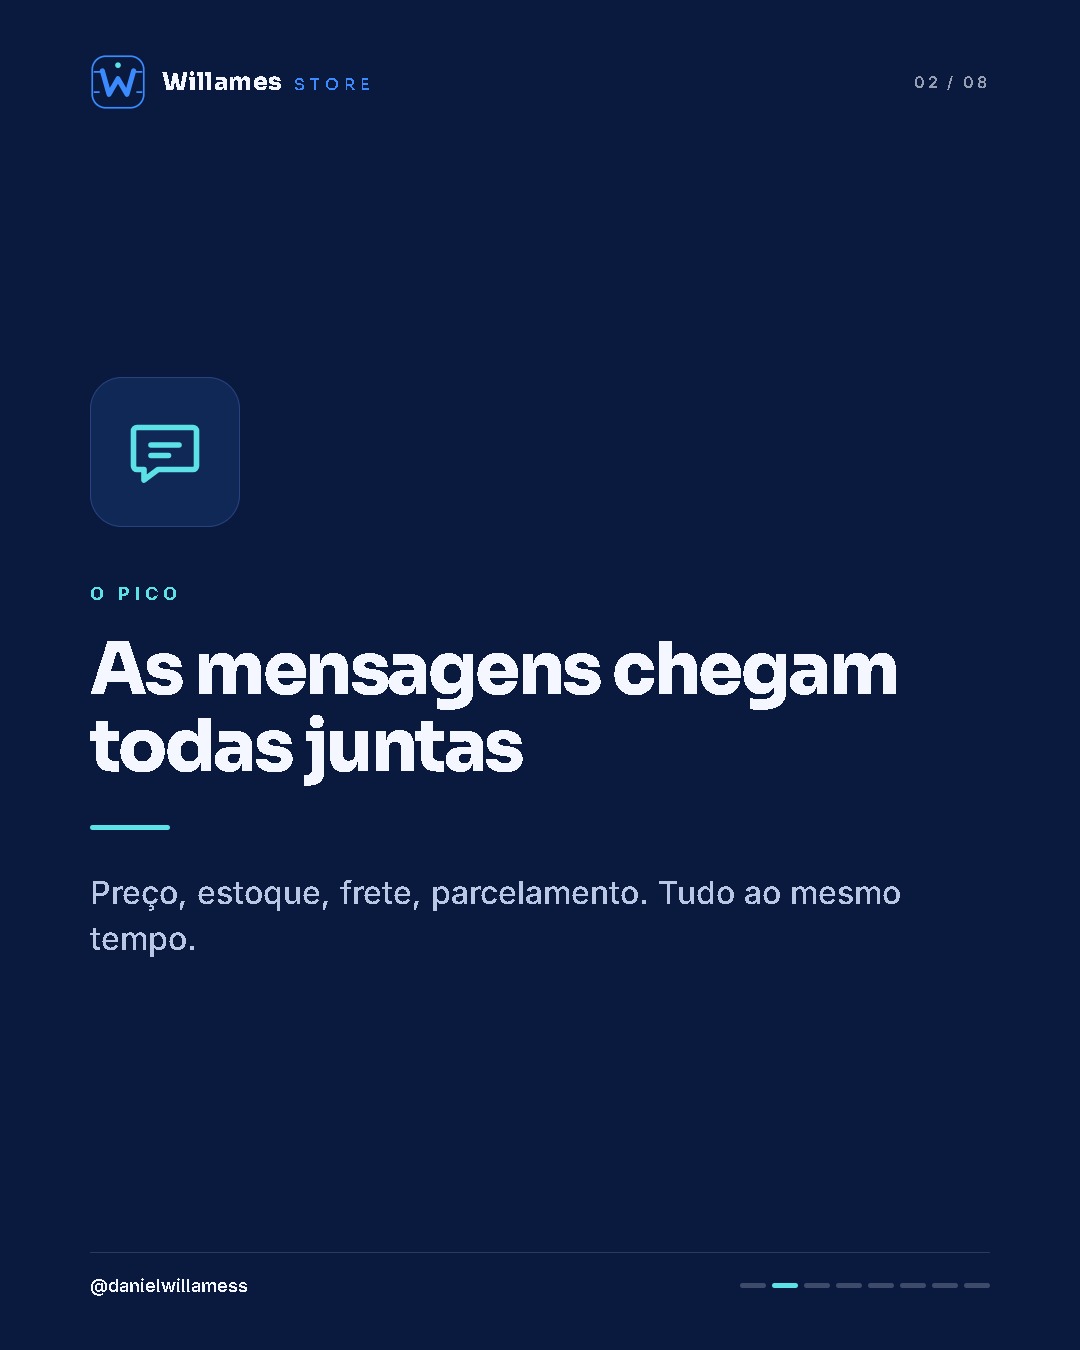 Willames STORE
02 / 08
O PICO
As mensagens chegam
todas juntas
Preço, estoque, frete, parcelamento. Tudo ao mesmo
tempo.
@danielwillamess